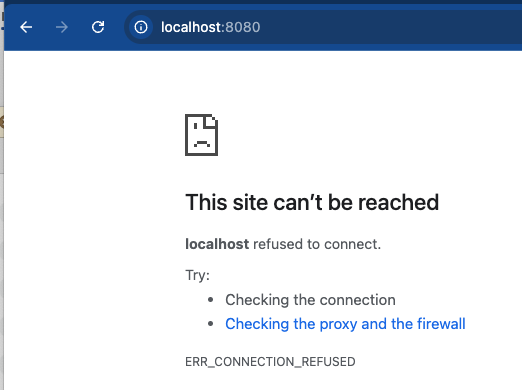 localhost:8080
This site can’t be reached
localhost refused to connect.
Try:
• Checking the connection
• Checking the proxy and the firewall
ERR_CONNECTION_REFUSED